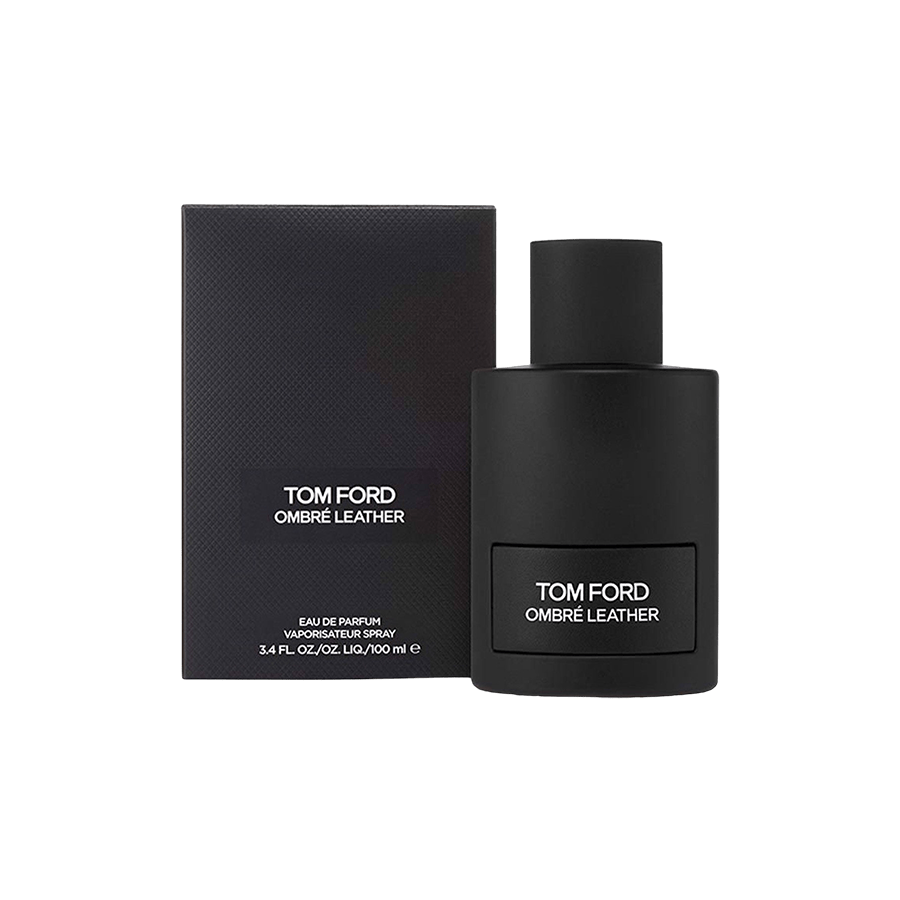 TOM FORD
OMBRÉ LEATHER
EAU DE PARFUM
VAPORISATEUR SPRAY
3.4 FL. OZ./OZ. LIQ./100 ml ℮
TOM FORD
OMBRÉ LEATHER